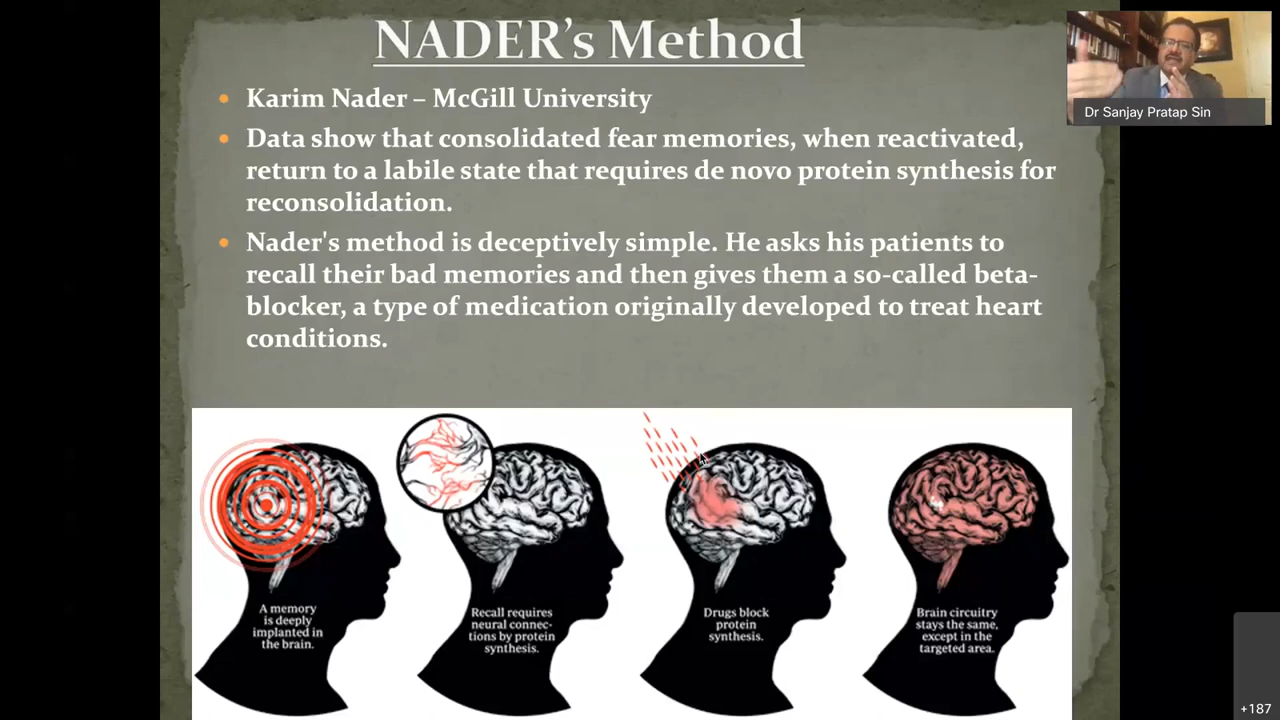 NADER's Method
Karim Nader – McGill University
Data show that consolidated fear memories, when reactivated,
return to a labile state that requires de novo protein synthesis for
reconsolidation.
Nader's method is deceptively simple. He asks his patients to
recall their bad memories and then gives them a so-called beta-
blocker, a type of medication originally developed to treat heart
conditions.
Dr Sanjay Pratap Sin
A memory
is deeply
implanted in
the brain.
Recall requires
neural connec-
tions by protein
synthesis.
Drugs block
protein
synthesis.
Brain circuitry
stays the same,
except in the
targeted area.
+187